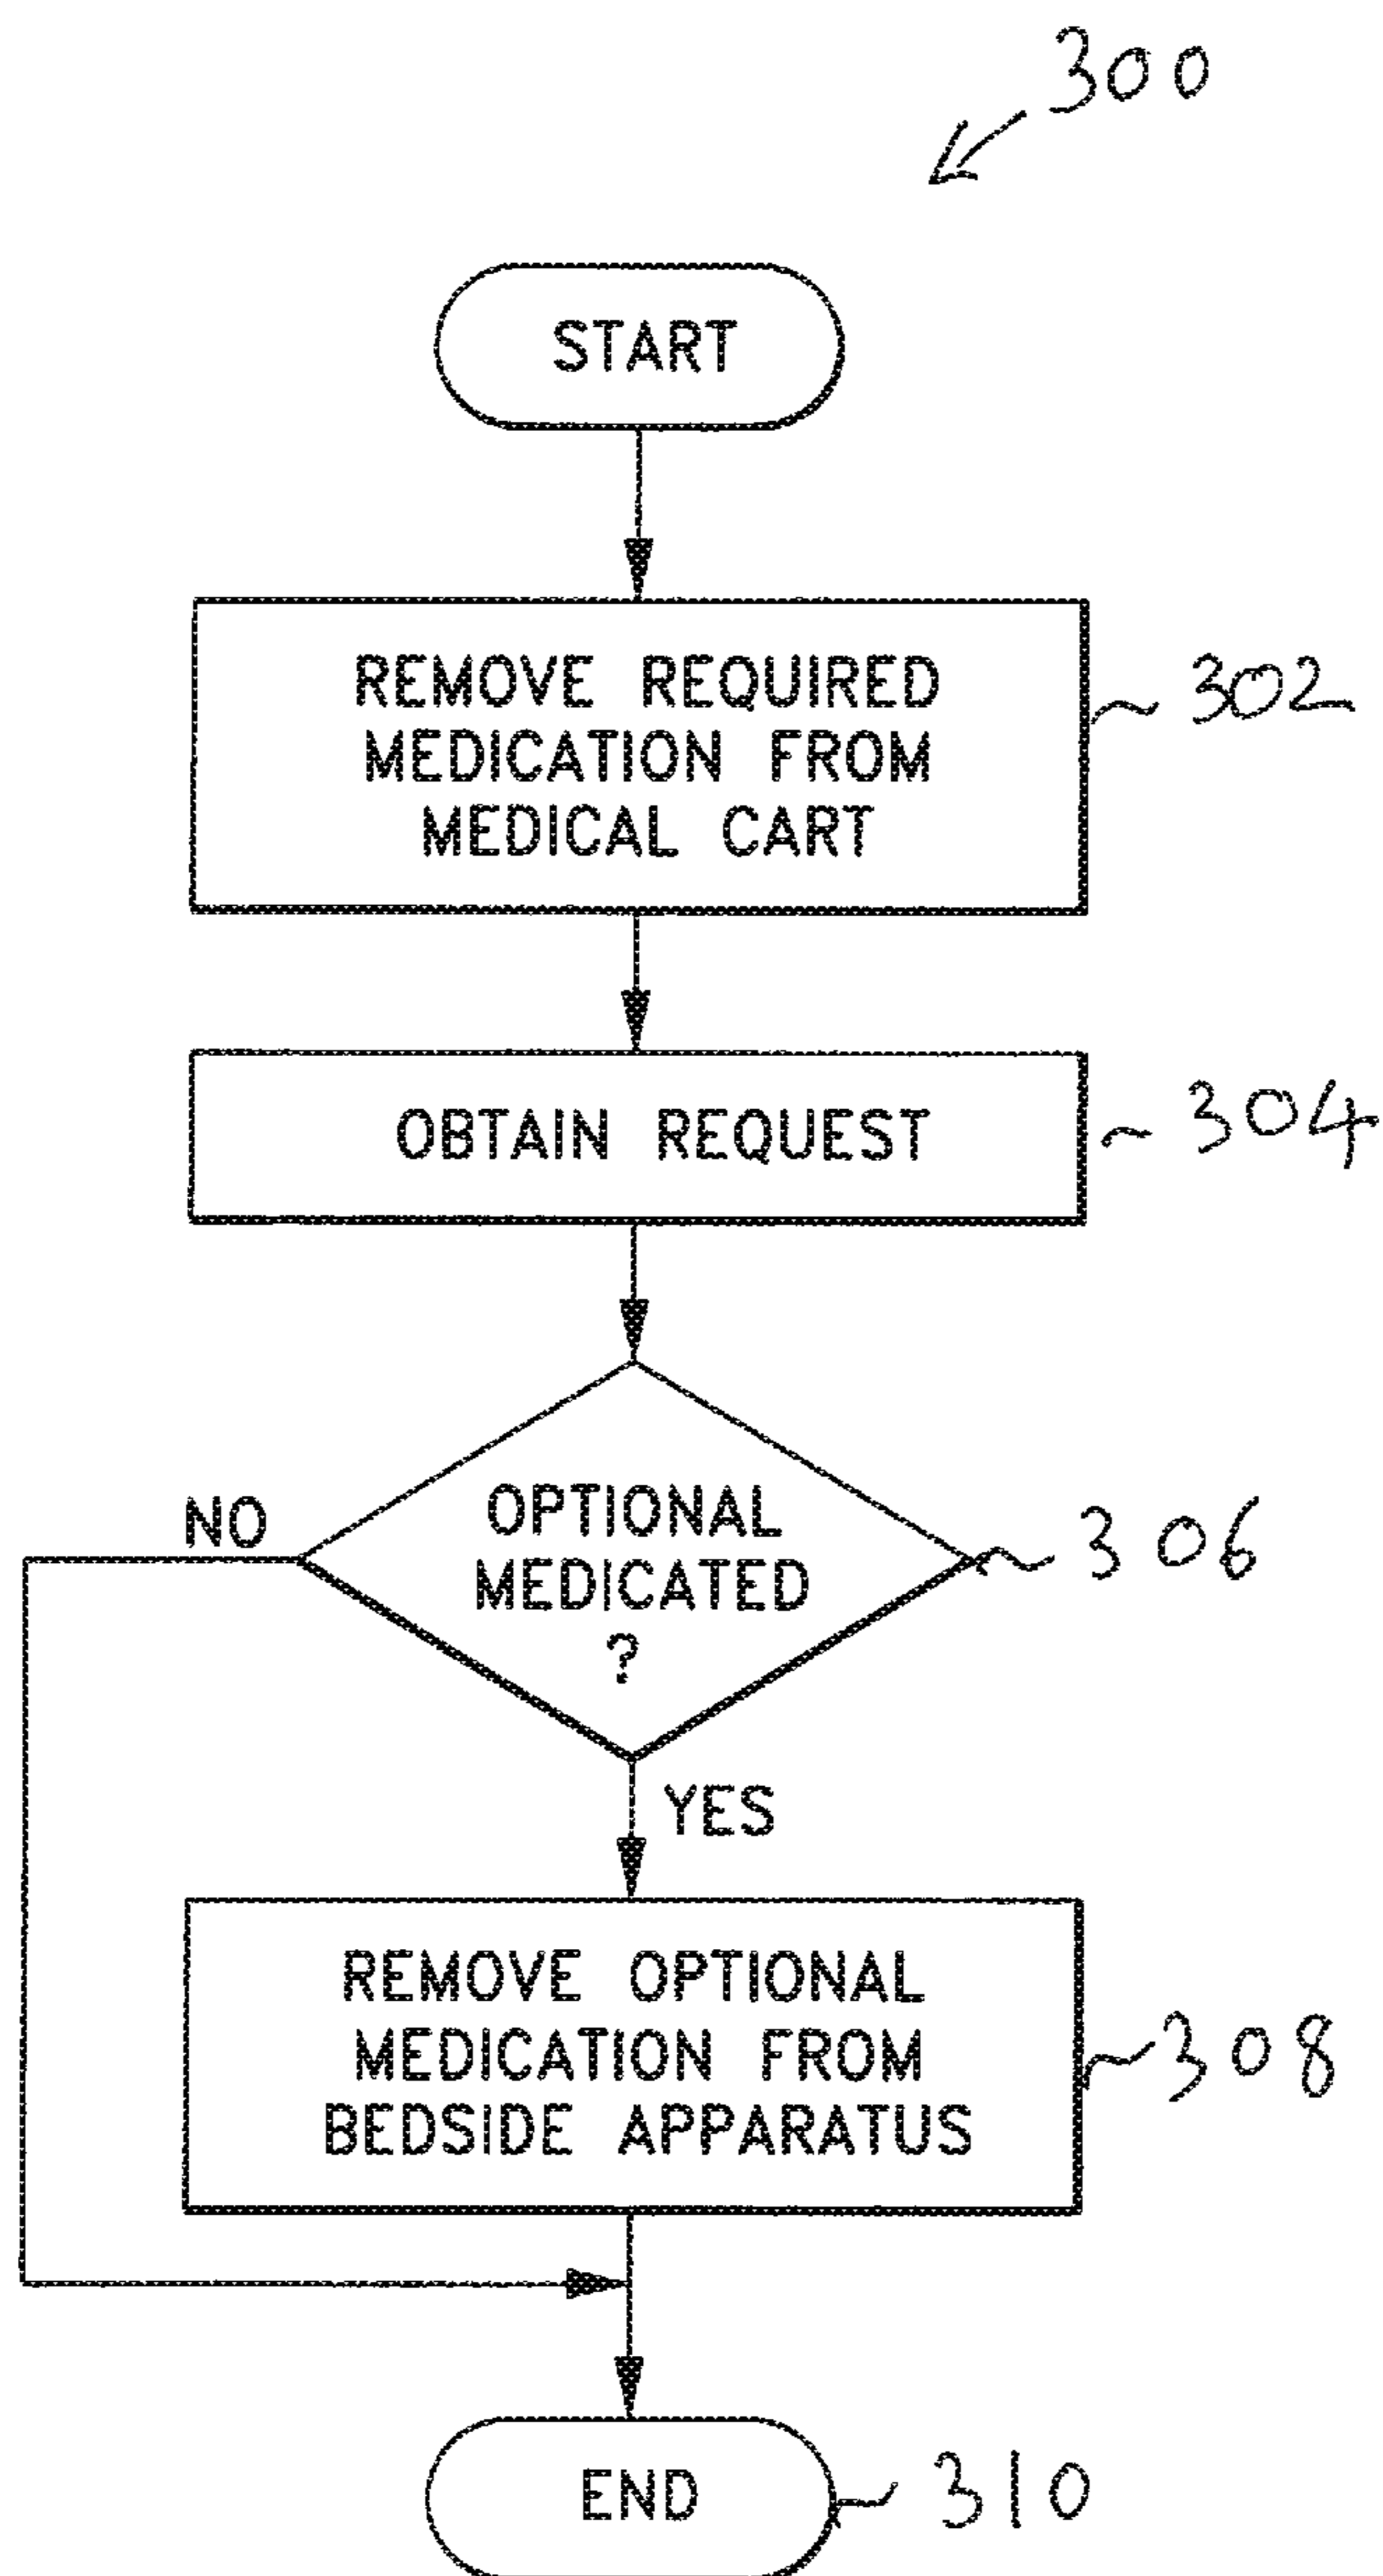 300
START
REMOVE REQUIRED
MEDICATION FROM
MEDICAL CART
302
OBTAIN REQUEST
304
OPTIONAL
MEDICATED
?
306
NO
YES
REMOVE OPTIONAL
MEDICATION FROM
BEDSIDE APPARATUS
308
END
310